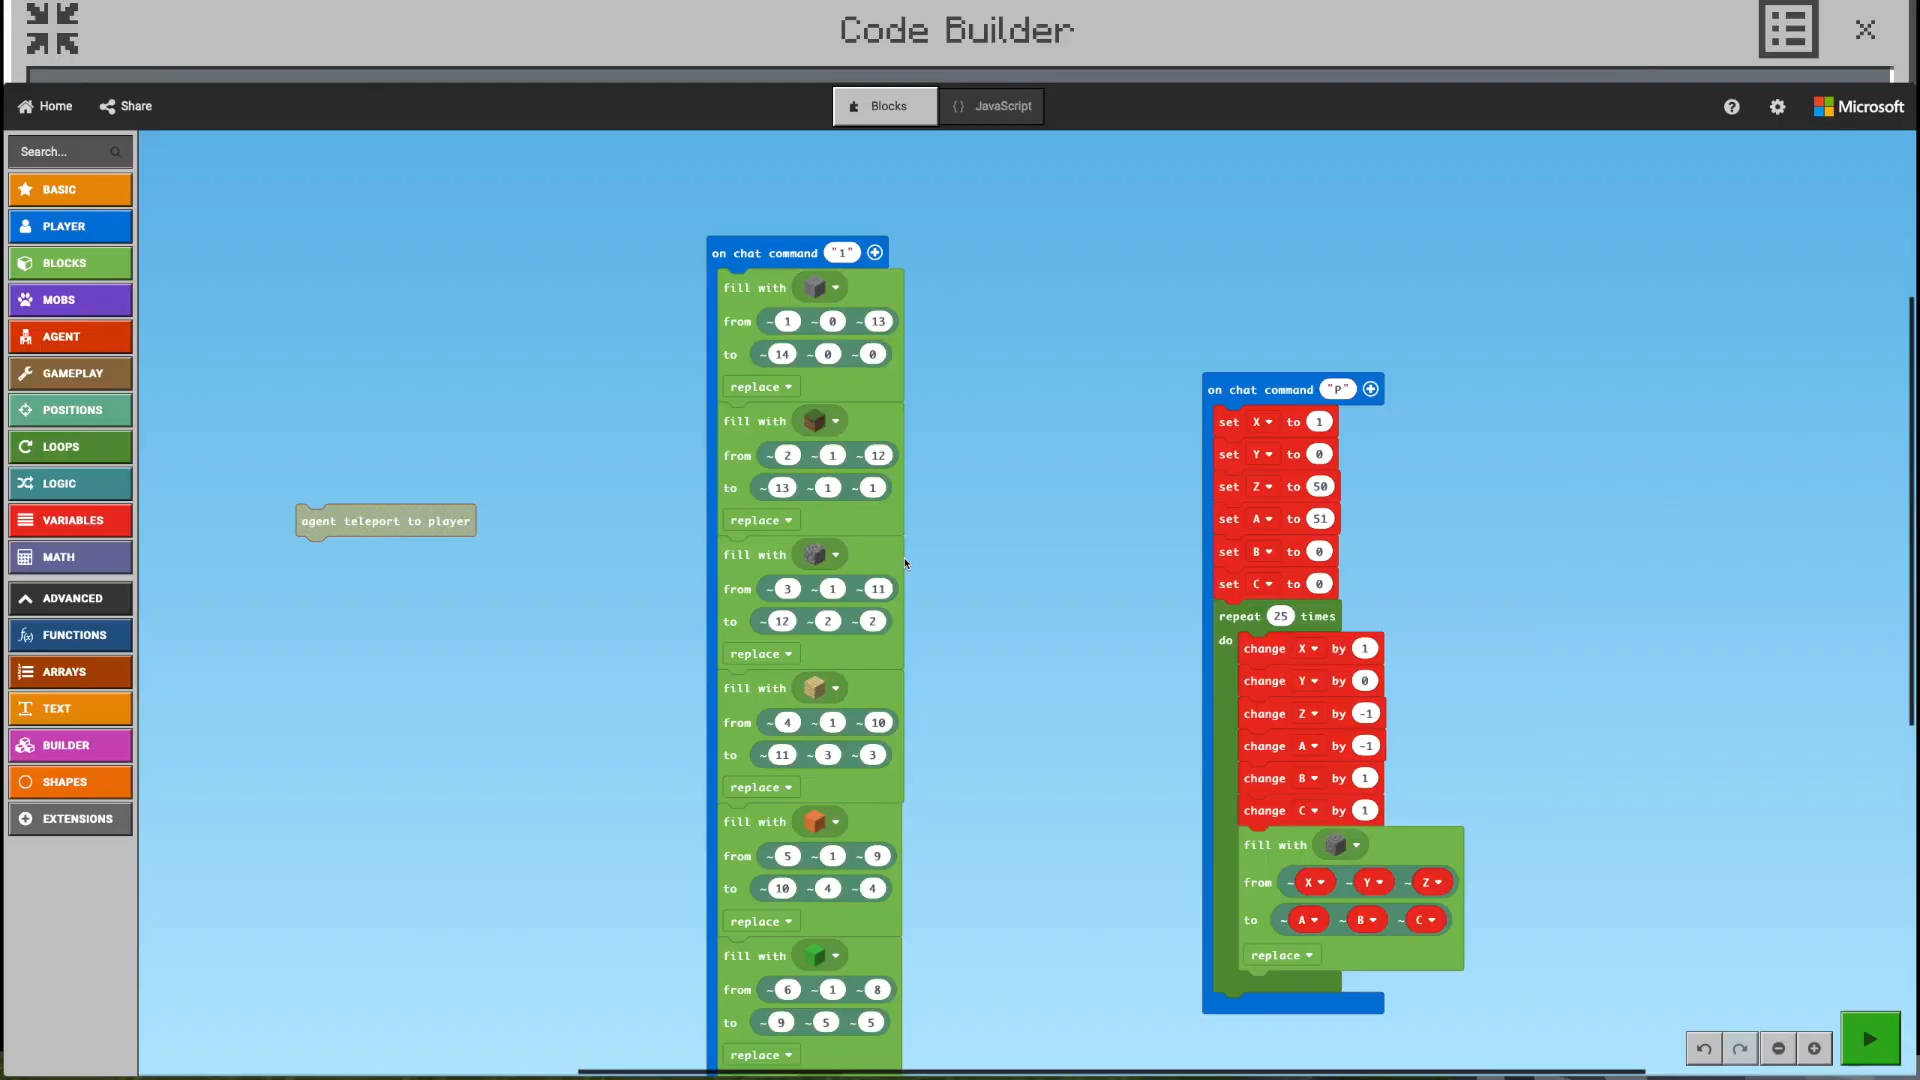 Code Builder
Home Share Blocks {} JavaScript ? Microsoft
Search...
BASIC
PLAYER
BLOCKS
MOBS
AGENT
GAMEPLAY
POSITIONS
LOOPS
LOGIC
VARIABLES
MATH
ADVANCED
FUNCTIONS
ARRAYS
TEXT
BUILDER
SHAPES
EXTENSIONS
agent teleport to player
on chat command "1"
fill with
from ~1 ~0 ~13
to ~14 ~0 ~0
replace
fill with
from ~2 ~1 ~12
to ~13 ~1 ~1
replace
fill with
from ~3 ~1 ~11
to ~12 ~2 ~2
replace
fill with
from ~4 ~1 ~10
to ~11 ~3 ~3
replace
fill with
from ~5 ~1 ~9
to ~10 ~4 ~4
replace
fill with
from ~6 ~1 ~8
to ~9 ~5 ~5
replace
on chat command "P"
set X to 1
set Y to 0
set Z to 50
set A to 51
set B to 0
set C to 0
repeat 25 times
do
change X by 1
change Y by 0
change Z by -1
change A by -1
change B by 1
change C by 1
fill with
from ~X ~Y ~Z
to ~A ~B ~C
replace